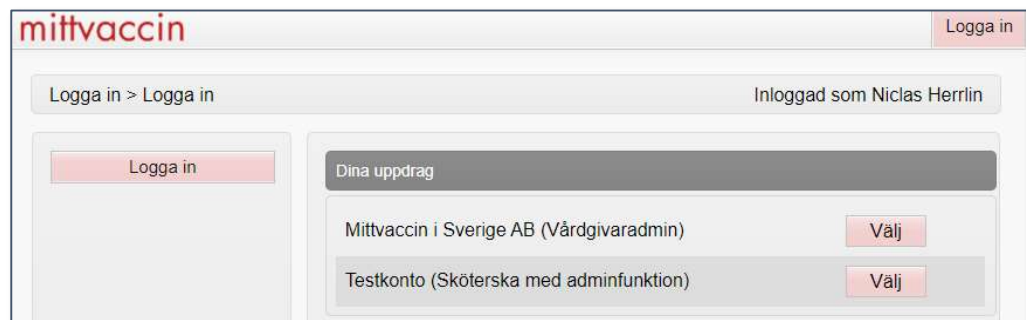 mittvaccin
Logga in
Logga in > Logga in
Inloggad som Niclas Herrlin
Logga in
Dina uppdrag
Mittvaccin i Sverige AB (Vårdgivaradmin)
Välj
Testkonto (Sköterska med adminfunktion)
Välj